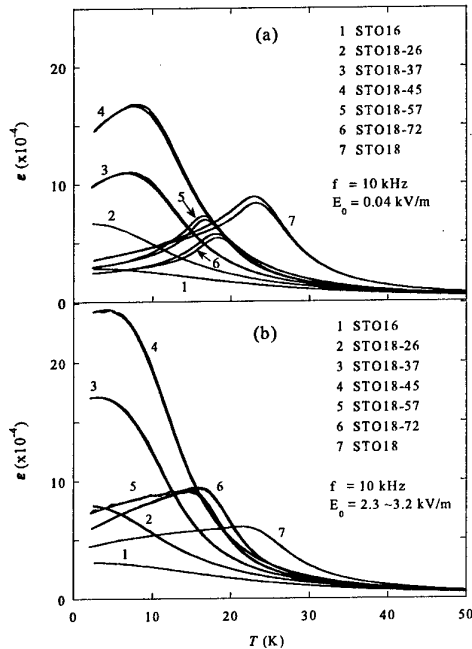 (a)
1 STO16
2 STO18-26
3 STO18-37
4 STO18-45
5 STO18-57
6 STO18-72
7 STO18
f = 10 kHz
E0 = 0.04 kV/m
ε (x10-4)
20
10
0
4
3
2
5
6
7
1
(b)
1 STO16
2 STO18-26
3 STO18-37
4 STO18-45
5 STO18-57
6 STO18-72
7 STO18
f = 10 kHz
E0 = 2.3 ~3.2 kV/m
ε (x10-4)
20
10
0
4
3
5
6
2
7
1
0 10 20 30 40 50
T (K)